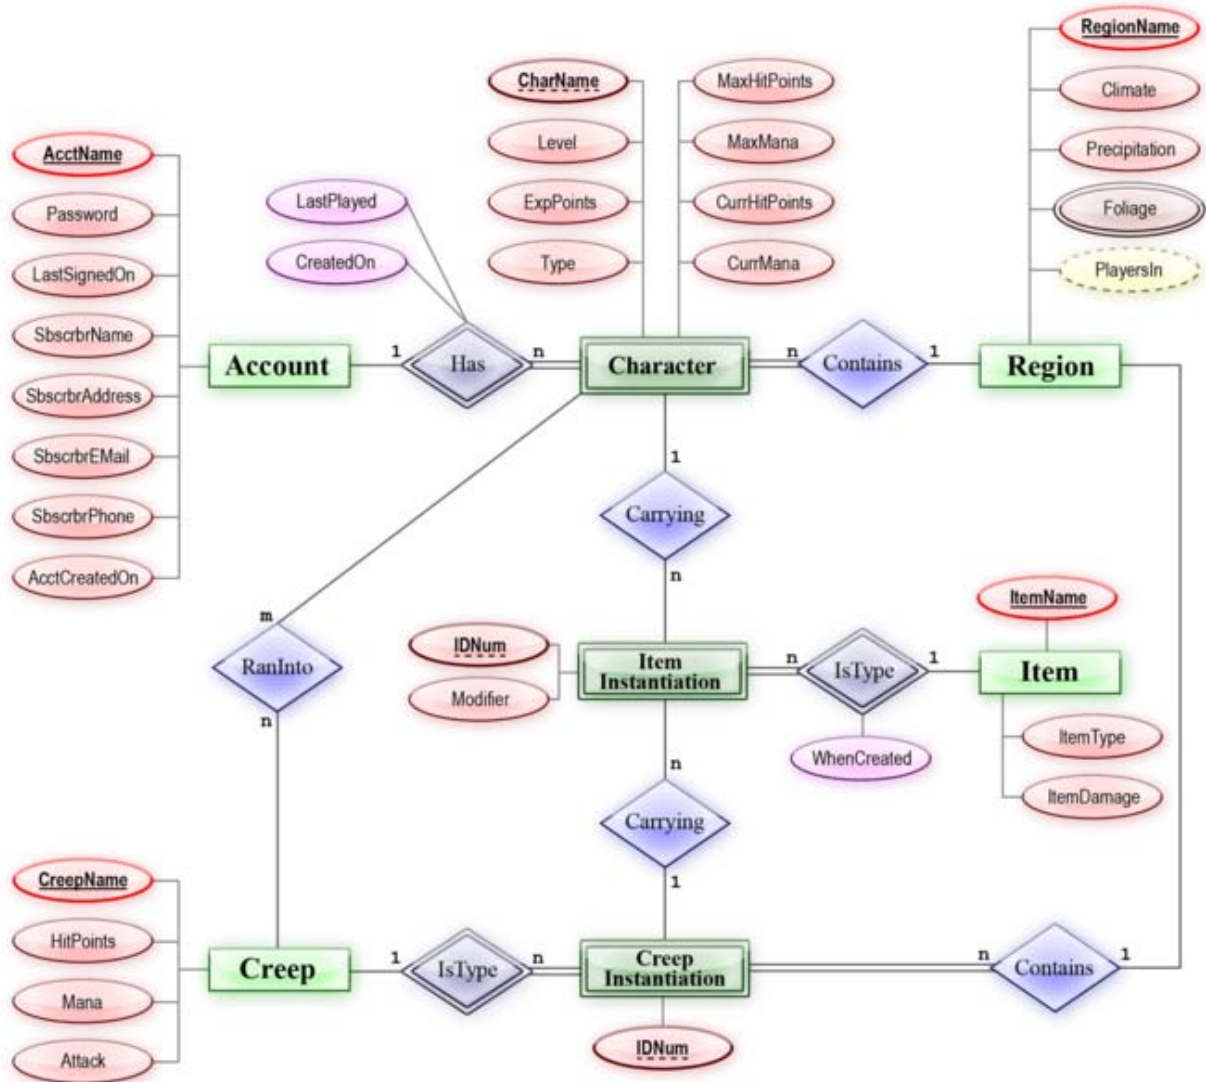 RegionName
CharName
MaxHitPoints
Climate
AcctName
Level
MaxMana
Precipitation
Password
LastPlayed
ExpPoints
CurrHitPoints
Foliage
LastSignedOn
CreatedOn
Type
CurrMana
PlayersIn
SbscrbrName
Account
1
Has
n
Character
n
Contains
1
Region
SbscrbrAddress
SbscrbrEMail
1
SbscrbrPhone
Carrying
AcctCreatedOn
n
ItemName
m
IDNum
RanInto
Item
Instantiation
n
IsType
1
Item
Modifier
n
ItemType
WhenCreated
n
ItemDamage
Carrying
CreepName
1
HitPoints
Creep
1
IsType
n
Creep
Instantiation
n
Contains
1
Mana
IDNum
Attack